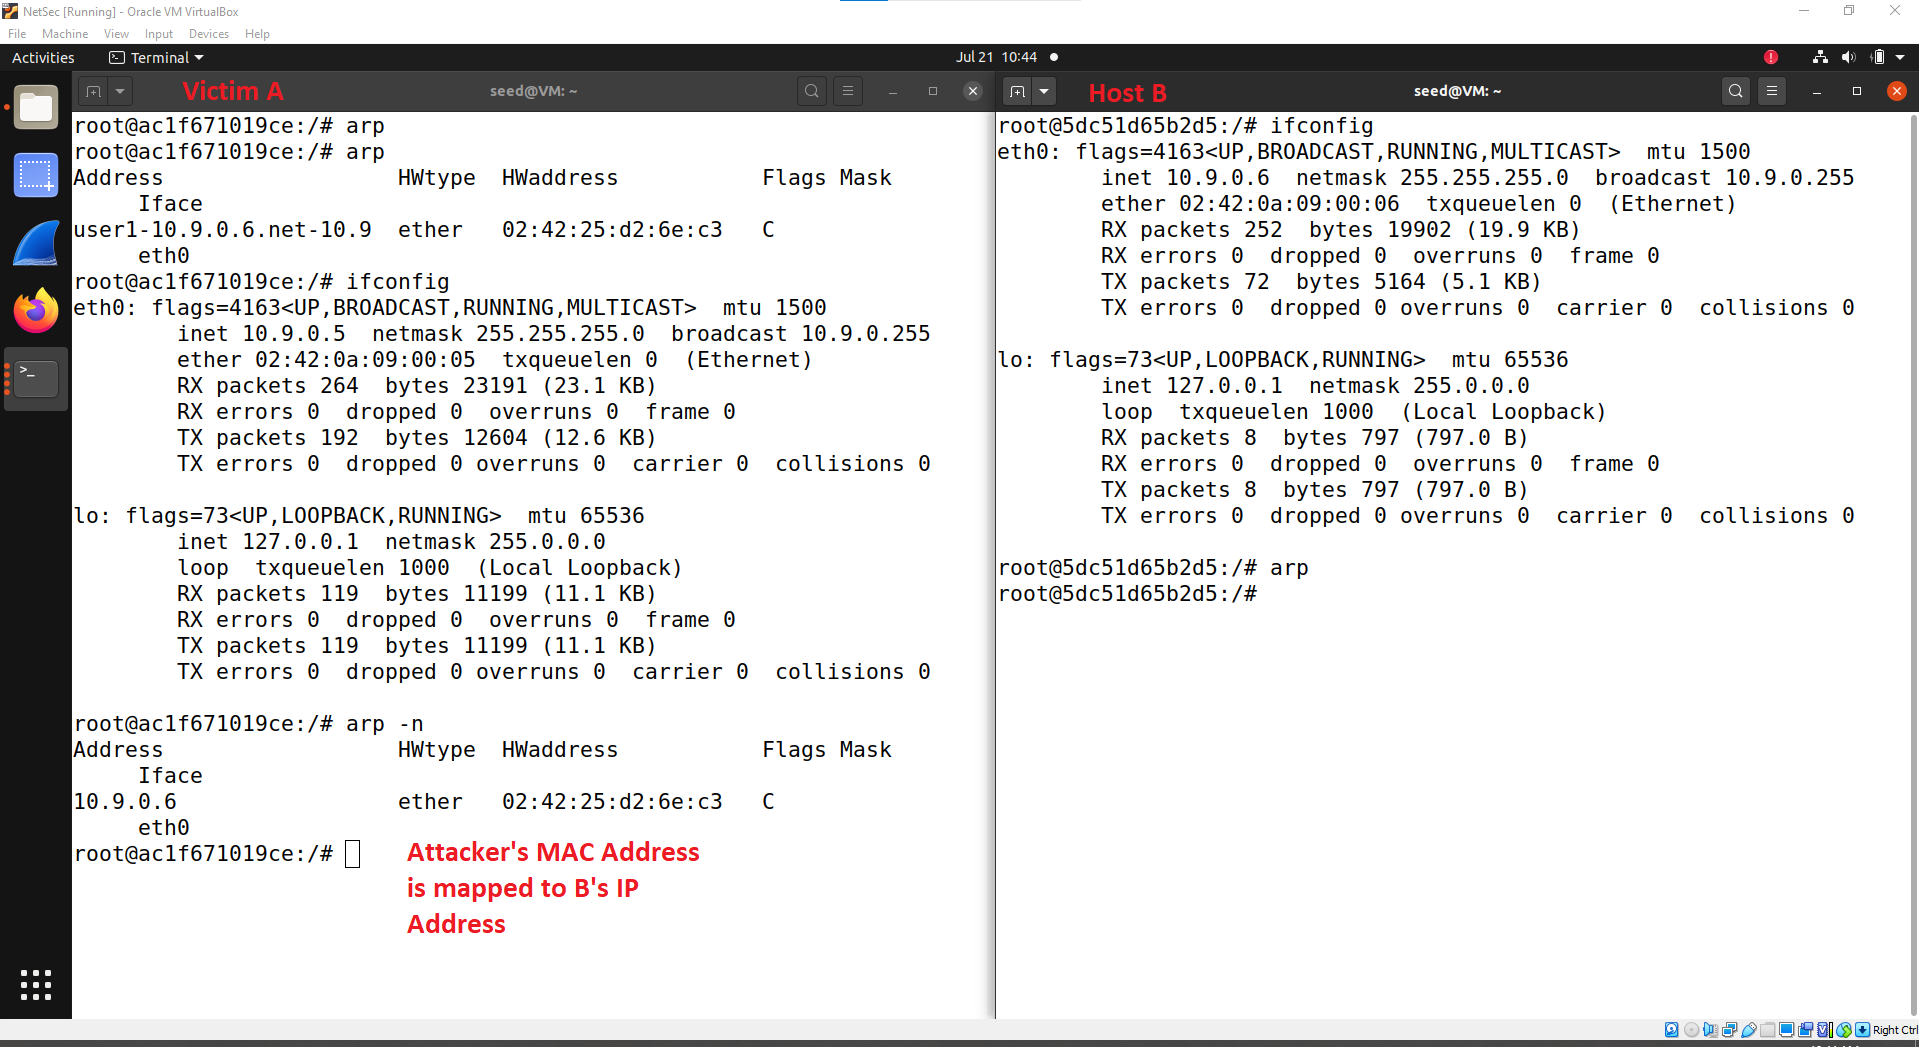 NetSec [Running] - Oracle VM VirtualBox
File Machine View Input Devices Help
Activities Terminal Jul 21 10:44
Victim A seed@VM: ~
root@ac1f671019ce:/# arp
root@ac1f671019ce:/# arp
Address HWtype HWaddress Flags Mask
Iface
user1-10.9.0.6.net-10.9 ether 02:42:25:d2:6e:c3 C
eth0
root@ac1f671019ce:/# ifconfig
eth0: flags=4163<UP,BROADCAST,RUNNING,MULTICAST> mtu 1500
inet 10.9.0.5 netmask 255.255.255.0 broadcast 10.9.0.255
ether 02:42:0a:09:00:05 txqueuelen 0 (Ethernet)
RX packets 264 bytes 23191 (23.1 KB)
RX errors 0 dropped 0 overruns 0 frame 0
TX packets 192 bytes 12604 (12.6 KB)
TX errors 0 dropped 0 overruns 0 carrier 0 collisions 0
lo: flags=73<UP,LOOPBACK,RUNNING> mtu 65536
inet 127.0.0.1 netmask 255.0.0.0
loop txqueuelen 1000 (Local Loopback)
RX packets 119 bytes 11199 (11.1 KB)
RX errors 0 dropped 0 overruns 0 frame 0
TX packets 119 bytes 11199 (11.1 KB)
TX errors 0 dropped 0 overruns 0 carrier 0 collisions 0
root@ac1f671019ce:/# arp -n
Address HWtype HWaddress Flags Mask
Iface
10.9.0.6 ether 02:42:25:d2:6e:c3 C
eth0
root@ac1f671019ce:/#
Attacker's MAC Address
is mapped to B's IP
Address
Host B seed@VM: ~
root@5dc51d65b2d5:/# ifconfig
eth0: flags=4163<UP,BROADCAST,RUNNING,MULTICAST> mtu 1500
inet 10.9.0.6 netmask 255.255.255.0 broadcast 10.9.0.255
ether 02:42:0a:09:00:06 txqueuelen 0 (Ethernet)
RX packets 252 bytes 19902 (19.9 KB)
RX errors 0 dropped 0 overruns 0 frame 0
TX packets 72 bytes 5164 (5.1 KB)
TX errors 0 dropped 0 overruns 0 carrier 0 collisions 0
lo: flags=73<UP,LOOPBACK,RUNNING> mtu 65536
inet 127.0.0.1 netmask 255.0.0.0
loop txqueuelen 1000 (Local Loopback)
RX packets 8 bytes 797 (797.0 B)
RX errors 0 dropped 0 overruns 0 frame 0
TX packets 8 bytes 797 (797.0 B)
TX errors 0 dropped 0 overruns 0 carrier 0 collisions 0
root@5dc51d65b2d5:/# arp
root@5dc51d65b2d5:/#
Right Ctrl